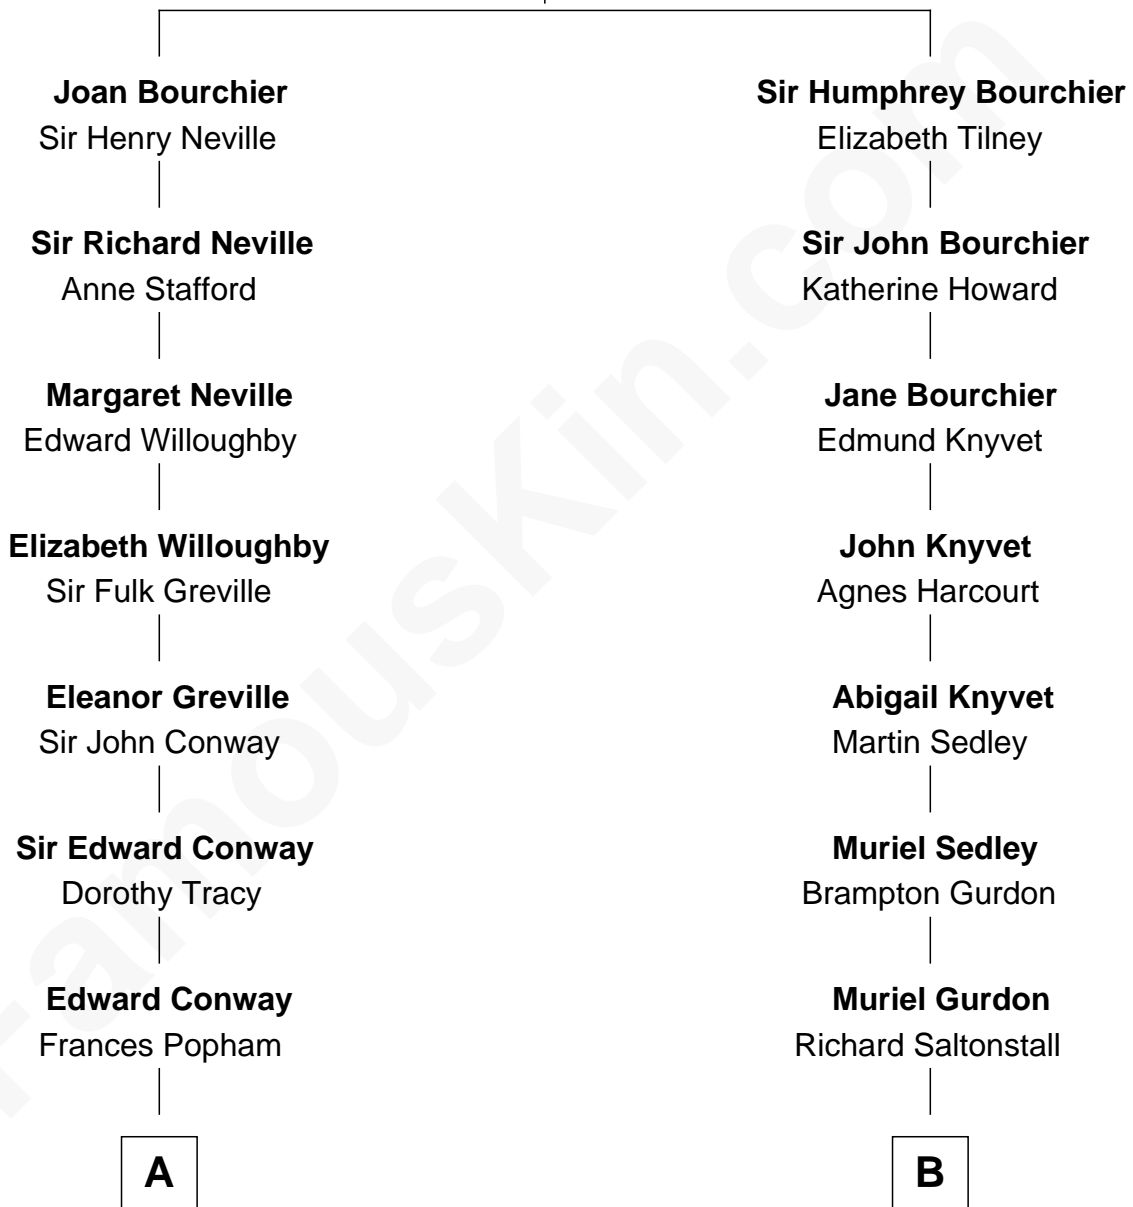 Joan Bourchier
Sir Henry Neville
Sir Richard Neville
Anne Stafford
Margaret Neville
Edward Willoughby
Elizabeth Willoughby
Sir Fulk Greville
Eleanor Greville
Sir John Conway
Sir Edward Conway
Dorothy Tracy
Edward Conway
Frances Popham
A
Sir Humphrey Bourchier
Elizabeth Tilney
Sir John Bourchier
Katherine Howard
Jane Bourchier
Edmund Knyvet
John Knyvet
Agnes Harcourt
Abigail Knyvet
Martin Sedley
Muriel Sedley
Brampton Gurdon
Muriel Gurdon
Richard Saltonstall
B
FamousKin.com